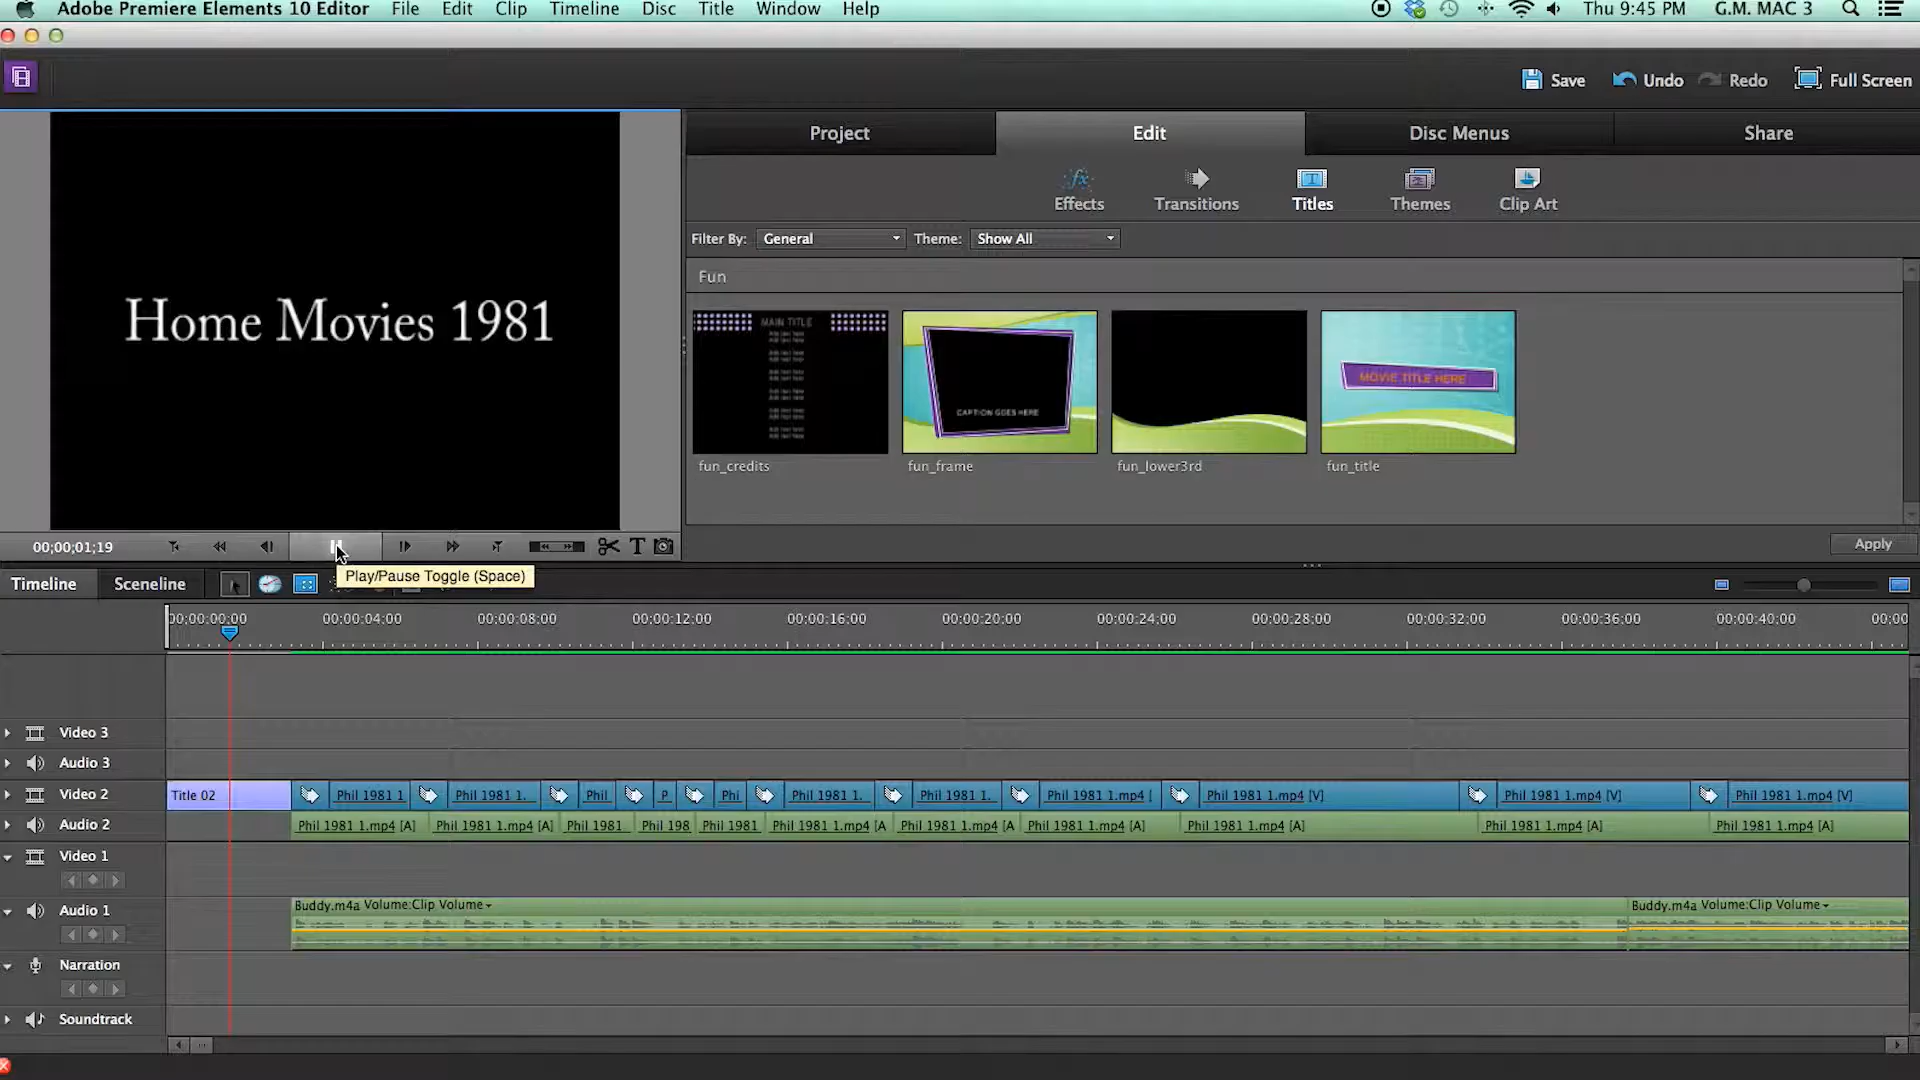 Adobe Premiere Elements 10 Editor File Edit Clip Timeline Disc Title Window Help Thu 9:45 PM G.M. MAC 3
Save Undo Redo Full Screen
Project Edit Disc Menus Share
Effects Transitions Titles Themes Clip Art
Filter By: General Theme: Show All
Fun
Home Movies 1981
MAIN TITLE
CAPTION GOES HERE
MOVIE TITLE HERE
fun_credits fun_frame fun_lower3rd fun_title
00;00;01;19
T
Apply
Play/Pause Toggle (Space)
Timeline Sceneline
00:00:00:00 00:00:04:00 00:00:08:00 00:00:12:00 00:00:16:00 00:00:20:00 00:00:24:00 00:00:28:00 00:00:32:00 00:00:36:00 00:00:40:00 00:00
Video 3
Audio 3
Video 2 Title 02 Phil 1981 1 Phil 1981 1. Phil P Phi Phil 1981 1. Phil 1981 1. Phil 1981 1.mp4 [ Phil 1981 1.mp4 [V] Phil 1981 1.mp4 [V] Phil 1981 1.mp4 [V]
Audio 2 Phil 1981 1.mp4 [A] Phil 1981 1.mp4 [A] Phil 1981 Phil 198 Phil 1981 Phil 1981 1.mp4 [A Phil 1981 1.mp4 [A Phil 1981 1.mp4 [A] Phil 1981 1.mp4 [A] Phil 1981 1.mp4 [A] Phil 1981 1.mp4 [A]
Video 1
Audio 1 Buddy.m4a Volume:Clip Volume Buddy.m4a Volume:Clip Volume
Narration
Soundtrack